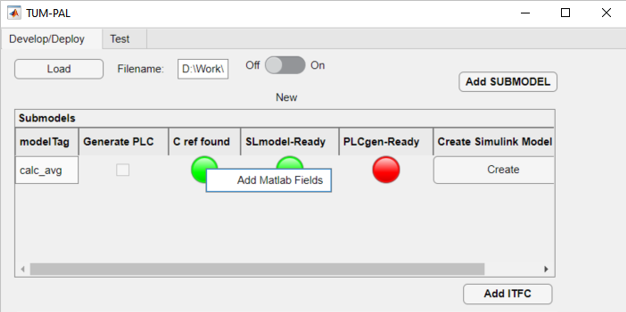 TUM-PAL
Develop/Deploy Test
Load Filename: D:\Work\ Off On
Add SUBMODEL
New
Submodels
modelTag Generate PLC C ref found SLmodel-Ready PLCgen-Ready Create Simulink Model
calc_avg Create
Add Matlab Fields
Add ITFC